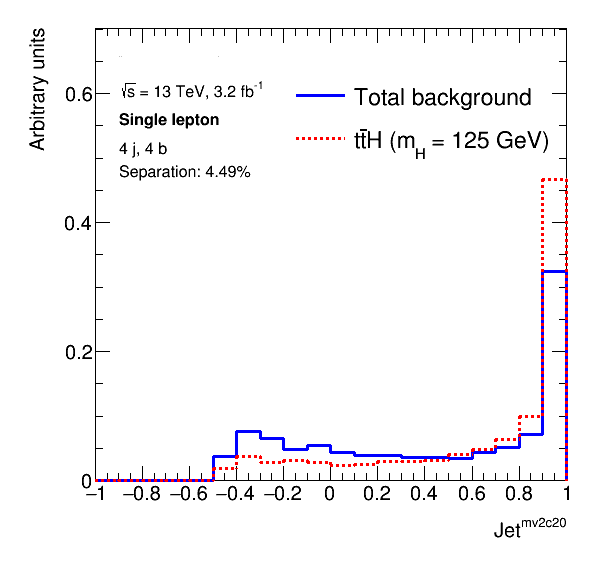 Arbitrary units
√s = 13 TeV, 3.2 fb⁻¹
Single lepton
4 j, 4 b
Separation: 4.49%
Total background
tt̄H (m_H = 125 GeV)
0.6
0.4
0.2
0
−1 −0.8 −0.6 −0.4 −0.2 0 0.2 0.4 0.6 0.8 1
Jet^mv2c20